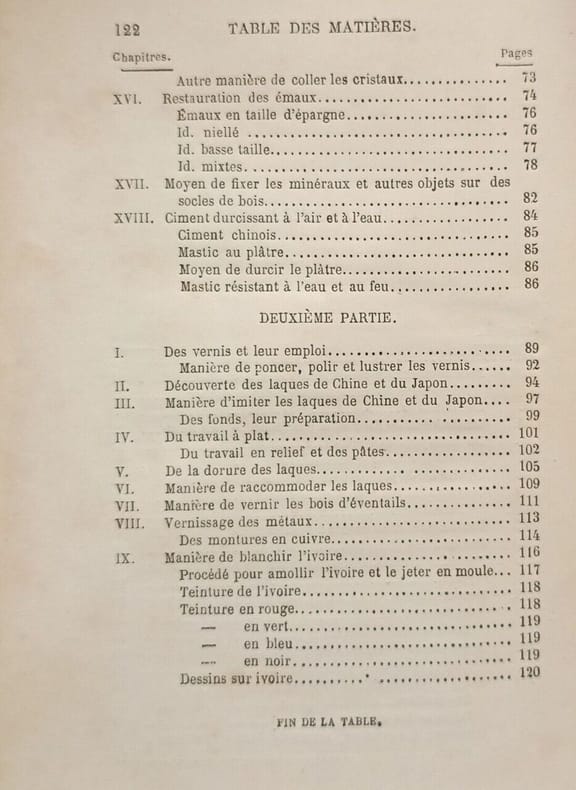 122 TABLE DES MATIÈRES.
Chapitres. Pages
Autre manière de coller les cristaux............... 73
XVI. Restauration des émaux........................... 74
Émaux en taille d'épargne....................... 76
Id. niellé ..................................... 76
Id. basse taille.................................. 77
Id. mixtes...................................... 78
XVII. Moyen de fixer les minéraux et autres objets sur des
socles de bois................................... 82
XVIII. Ciment durcissant à l'air et à l'eau.................. 84
Ciment chinois.................................. 85
Mastic au plâtre................................ 85
Moyen de durcir le plâtre........................ 86
Mastic résistant à l'eau et au feu................. 86
DEUXIÈME PARTIE.
I. Des vernis et leur emploi.......................... 89
Manière de poncer, polir et lustrer les vernis...... 92
II. Découverte des laques de Chine et du Japon......... 94
III. Manière d'imiter les laques de Chine et du Japon.... 97
Des fonds, leur préparation...................... 99
IV. Du travail à plat.................................. 101
Du travail en relief et des pâtes.................. 102
V. De la dorure des laques........................... 105
VI. Manière de raccommoder les laques................. 109
VII. Manière de vernir les bois d'éventails............... 111
VIII. Vernissage des métaux............................ 113
Des montures en cuivre.......................... 114
IX. Manière de blanchir l'ivoire....................... 116
Procédé pour amollir l'ivoire et le jeter en moule... 117
Teinture de l'ivoire.............................. 118
Teinture en rouge............................... 118
— en vert................................ 119
— en bleu............................... 119
— en noir............................... 119
Dessins sur ivoire............................... 120
FIN DE LA TABLE.